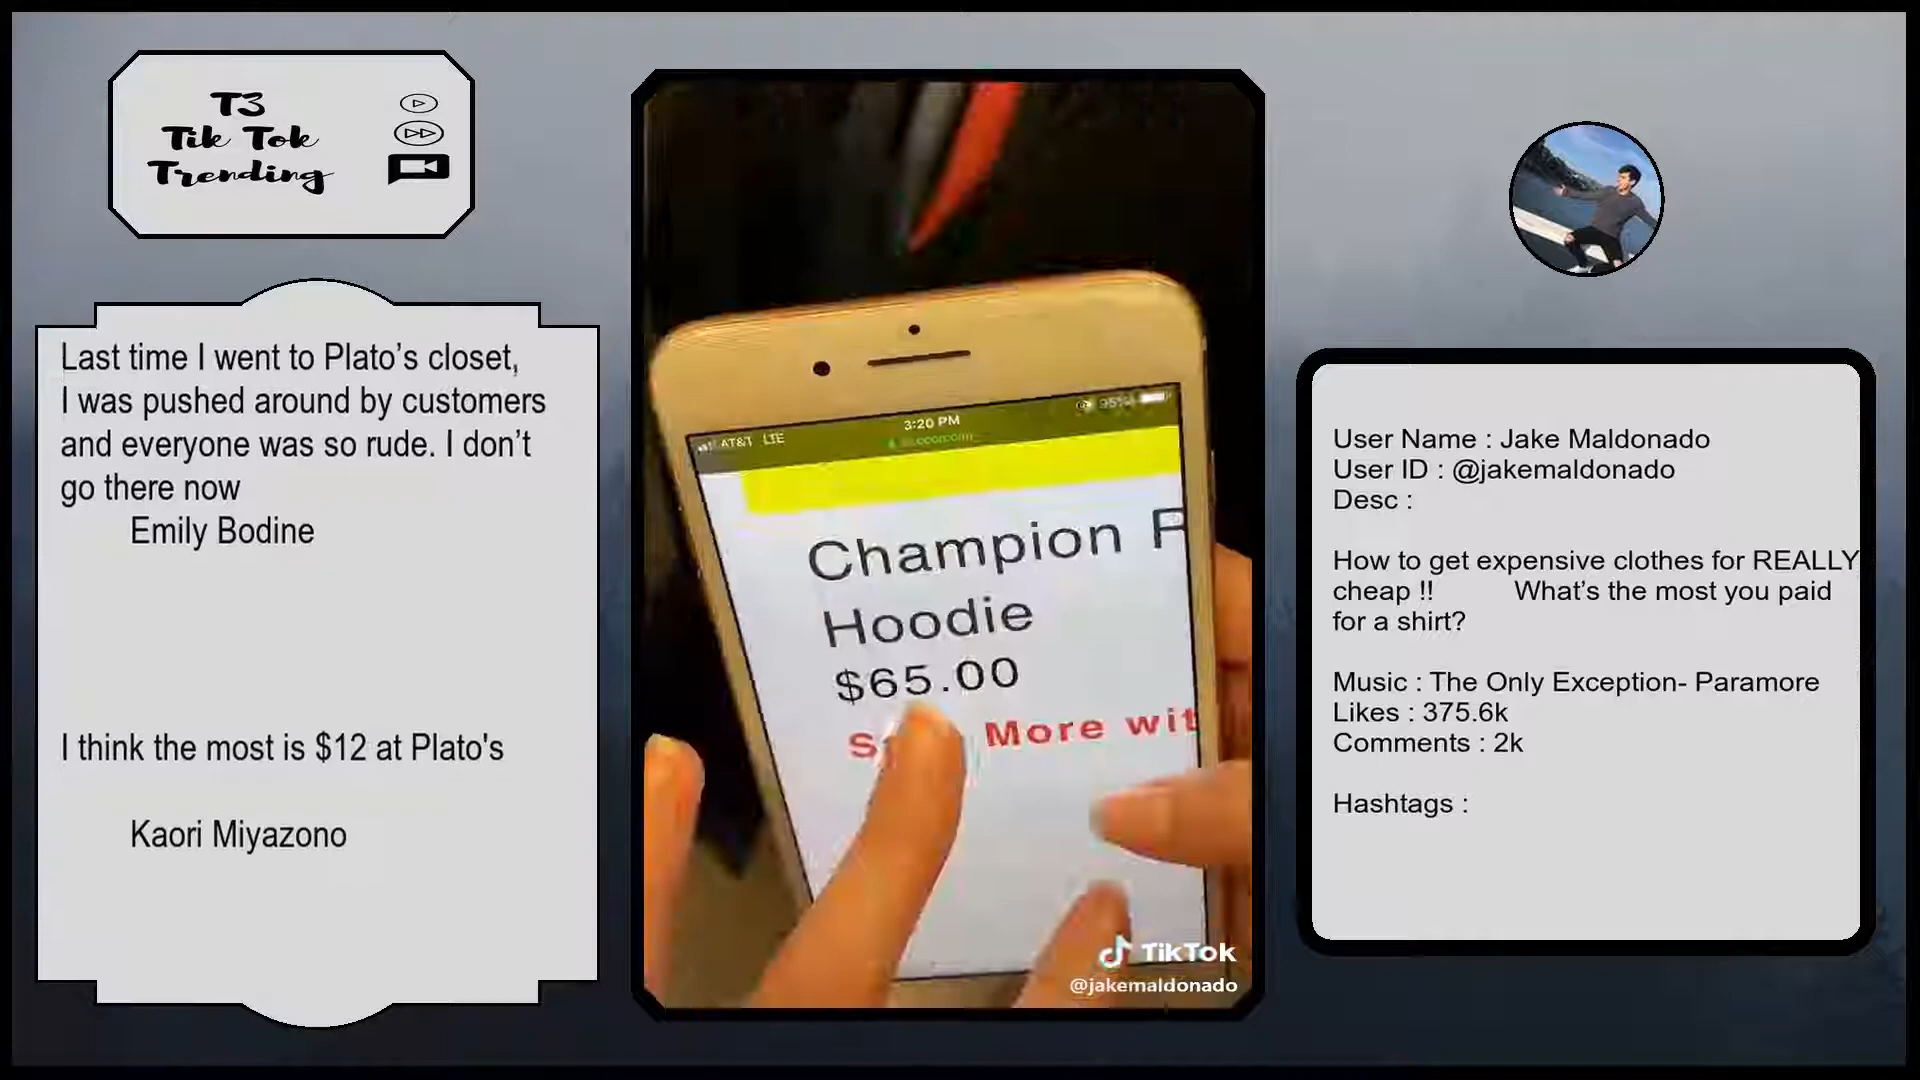 T3
Tik Tok
Trending
Last time I went to Plato’s closet,
I was pushed around by customers
and everyone was so rude. I don’t
go there now
Emily Bodine
I think the most is $12 at Plato's
Kaori Miyazono
AT&T LTE
3:20 PM
95%
Champion
Hoodie
$65.00
More wit
TikTok
@jakemaldonado
User Name : Jake Maldonado
User ID : @jakemaldonado
Desc :
How to get expensive clothes for REALLY
cheap !! What’s the most you paid
for a shirt?
Music : The Only Exception- Paramore
Likes : 375.6k
Comments : 2k
Hashtags :